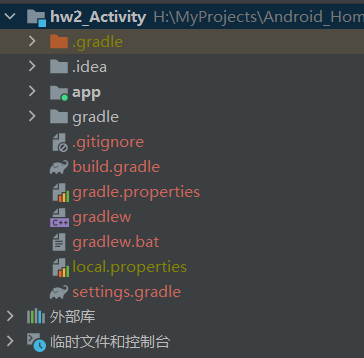 hw2_Activity H:\MyProjects\Android_Hom
.gradle
.idea
app
gradle
.gitignore
build.gradle
gradle.properties
gradlew
gradlew.bat
local.properties
settings.gradle
外部库
临时文件和控制台